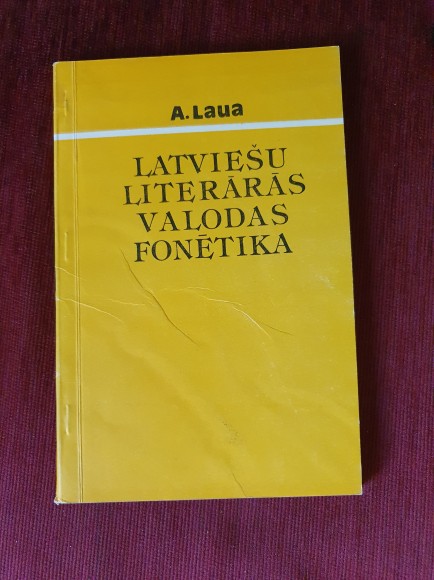 A. Laua
LATVIEŠU
LITERĀRĀS
VALODAS
FONĒTIKA